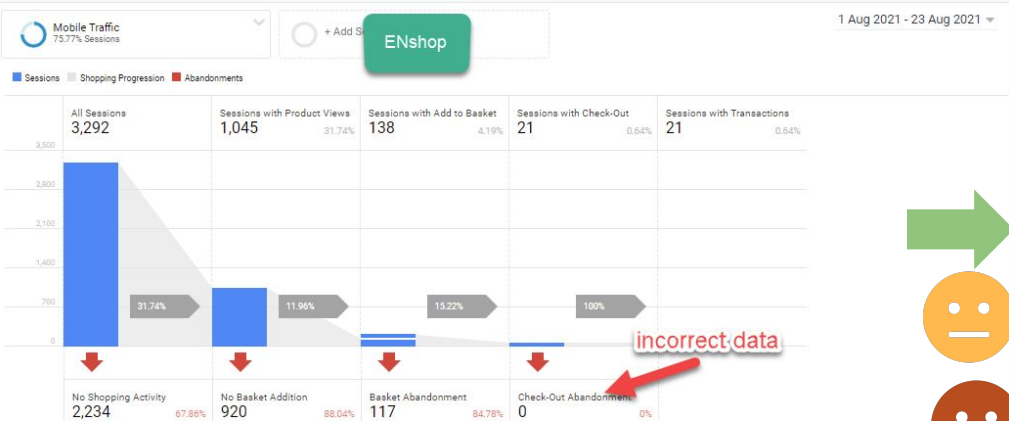 Mobile Traffic
75.77% Sessions
+ Add S
ENshop
1 Aug 2021 - 23 Aug 2021
Sessions
Shopping Progression
Abandonments
All Sessions
3,292
Sessions with Product Views
1,045
31.74%
Sessions with Add to Basket
138
4.19%
Sessions with Check-Out
21
0.64%
Sessions with Transactions
21
0.64%
3,500
2,800
2,100
1,400
700
0
31.74%
11.96%
15.22%
100%
incorrect data
No Shopping Activity
2,234
67.86%
No Basket Addition
920
88.04%
Basket Abandonment
117
84.78%
Check-Out Abandonment
0
0%